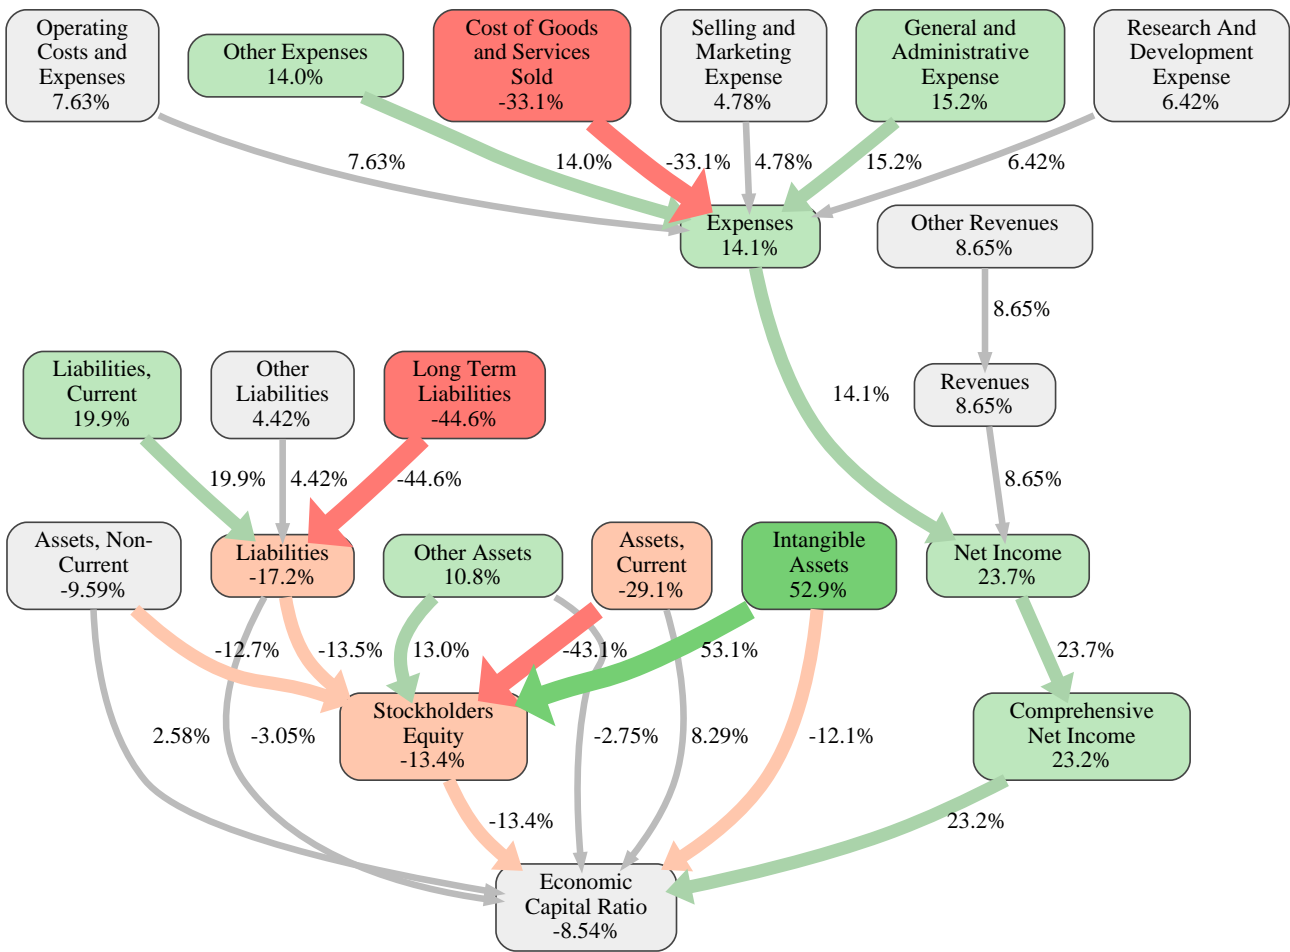 Operating
Costs and
Expenses
7.63%
Other Expenses
14.0%
Cost of Goods
and Services
Sold
-33.1%
Selling and
Marketing
Expense
4.78%
General and
Administrative
Expense
15.2%
Research And
Development
Expense
6.42%
7.63%
14.0%
-33.1%
4.78%
15.2%
6.42%
Expenses
14.1%
Other Revenues
8.65%
8.65%
Liabilities,
Current
19.9%
Other
Liabilities
4.42%
Long Term
Liabilities
-44.6%
14.1%
Revenues
8.65%
19.9%
4.42%
-44.6%
8.65%
Assets, Non-
Current
-9.59%
Liabilities
-17.2%
Other Assets
10.8%
Assets,
Current
-29.1%
Intangible
Assets
52.9%
Net Income
23.7%
-12.7%
-13.5%
13.0%
-43.1%
53.1%
23.7%
Stockholders
Equity
-13.4%
Comprehensive
Net Income
23.2%
2.58%
-3.05%
-2.75%
8.29%
-12.1%
-13.4%
23.2%
Economic
Capital Ratio
-8.54%